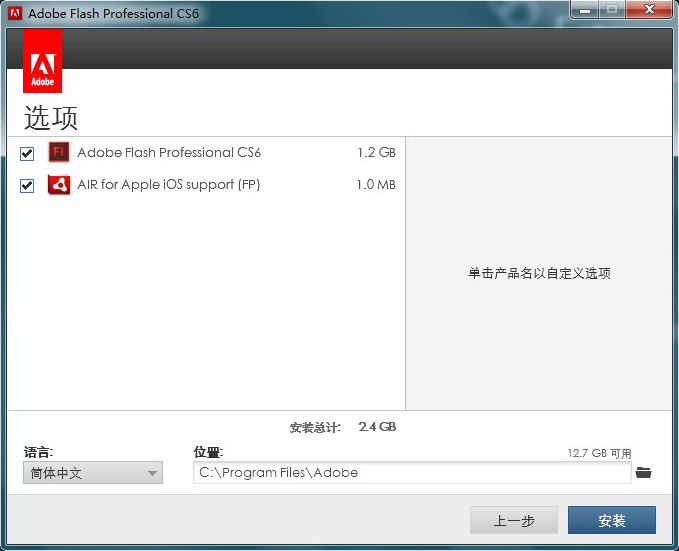 Adobe Flash Professional CS6
Adobe
选项
Fl Adobe Flash Professional CS6 1.2 GB
AIR for Apple iOS support (FP) 1.0 MB
单击产品名以自定义选项
安装总计: 2.4 GB
语言: 位置: 12.7 GB 可用
简体中文 C:\Program Files\Adobe
上一步 安装